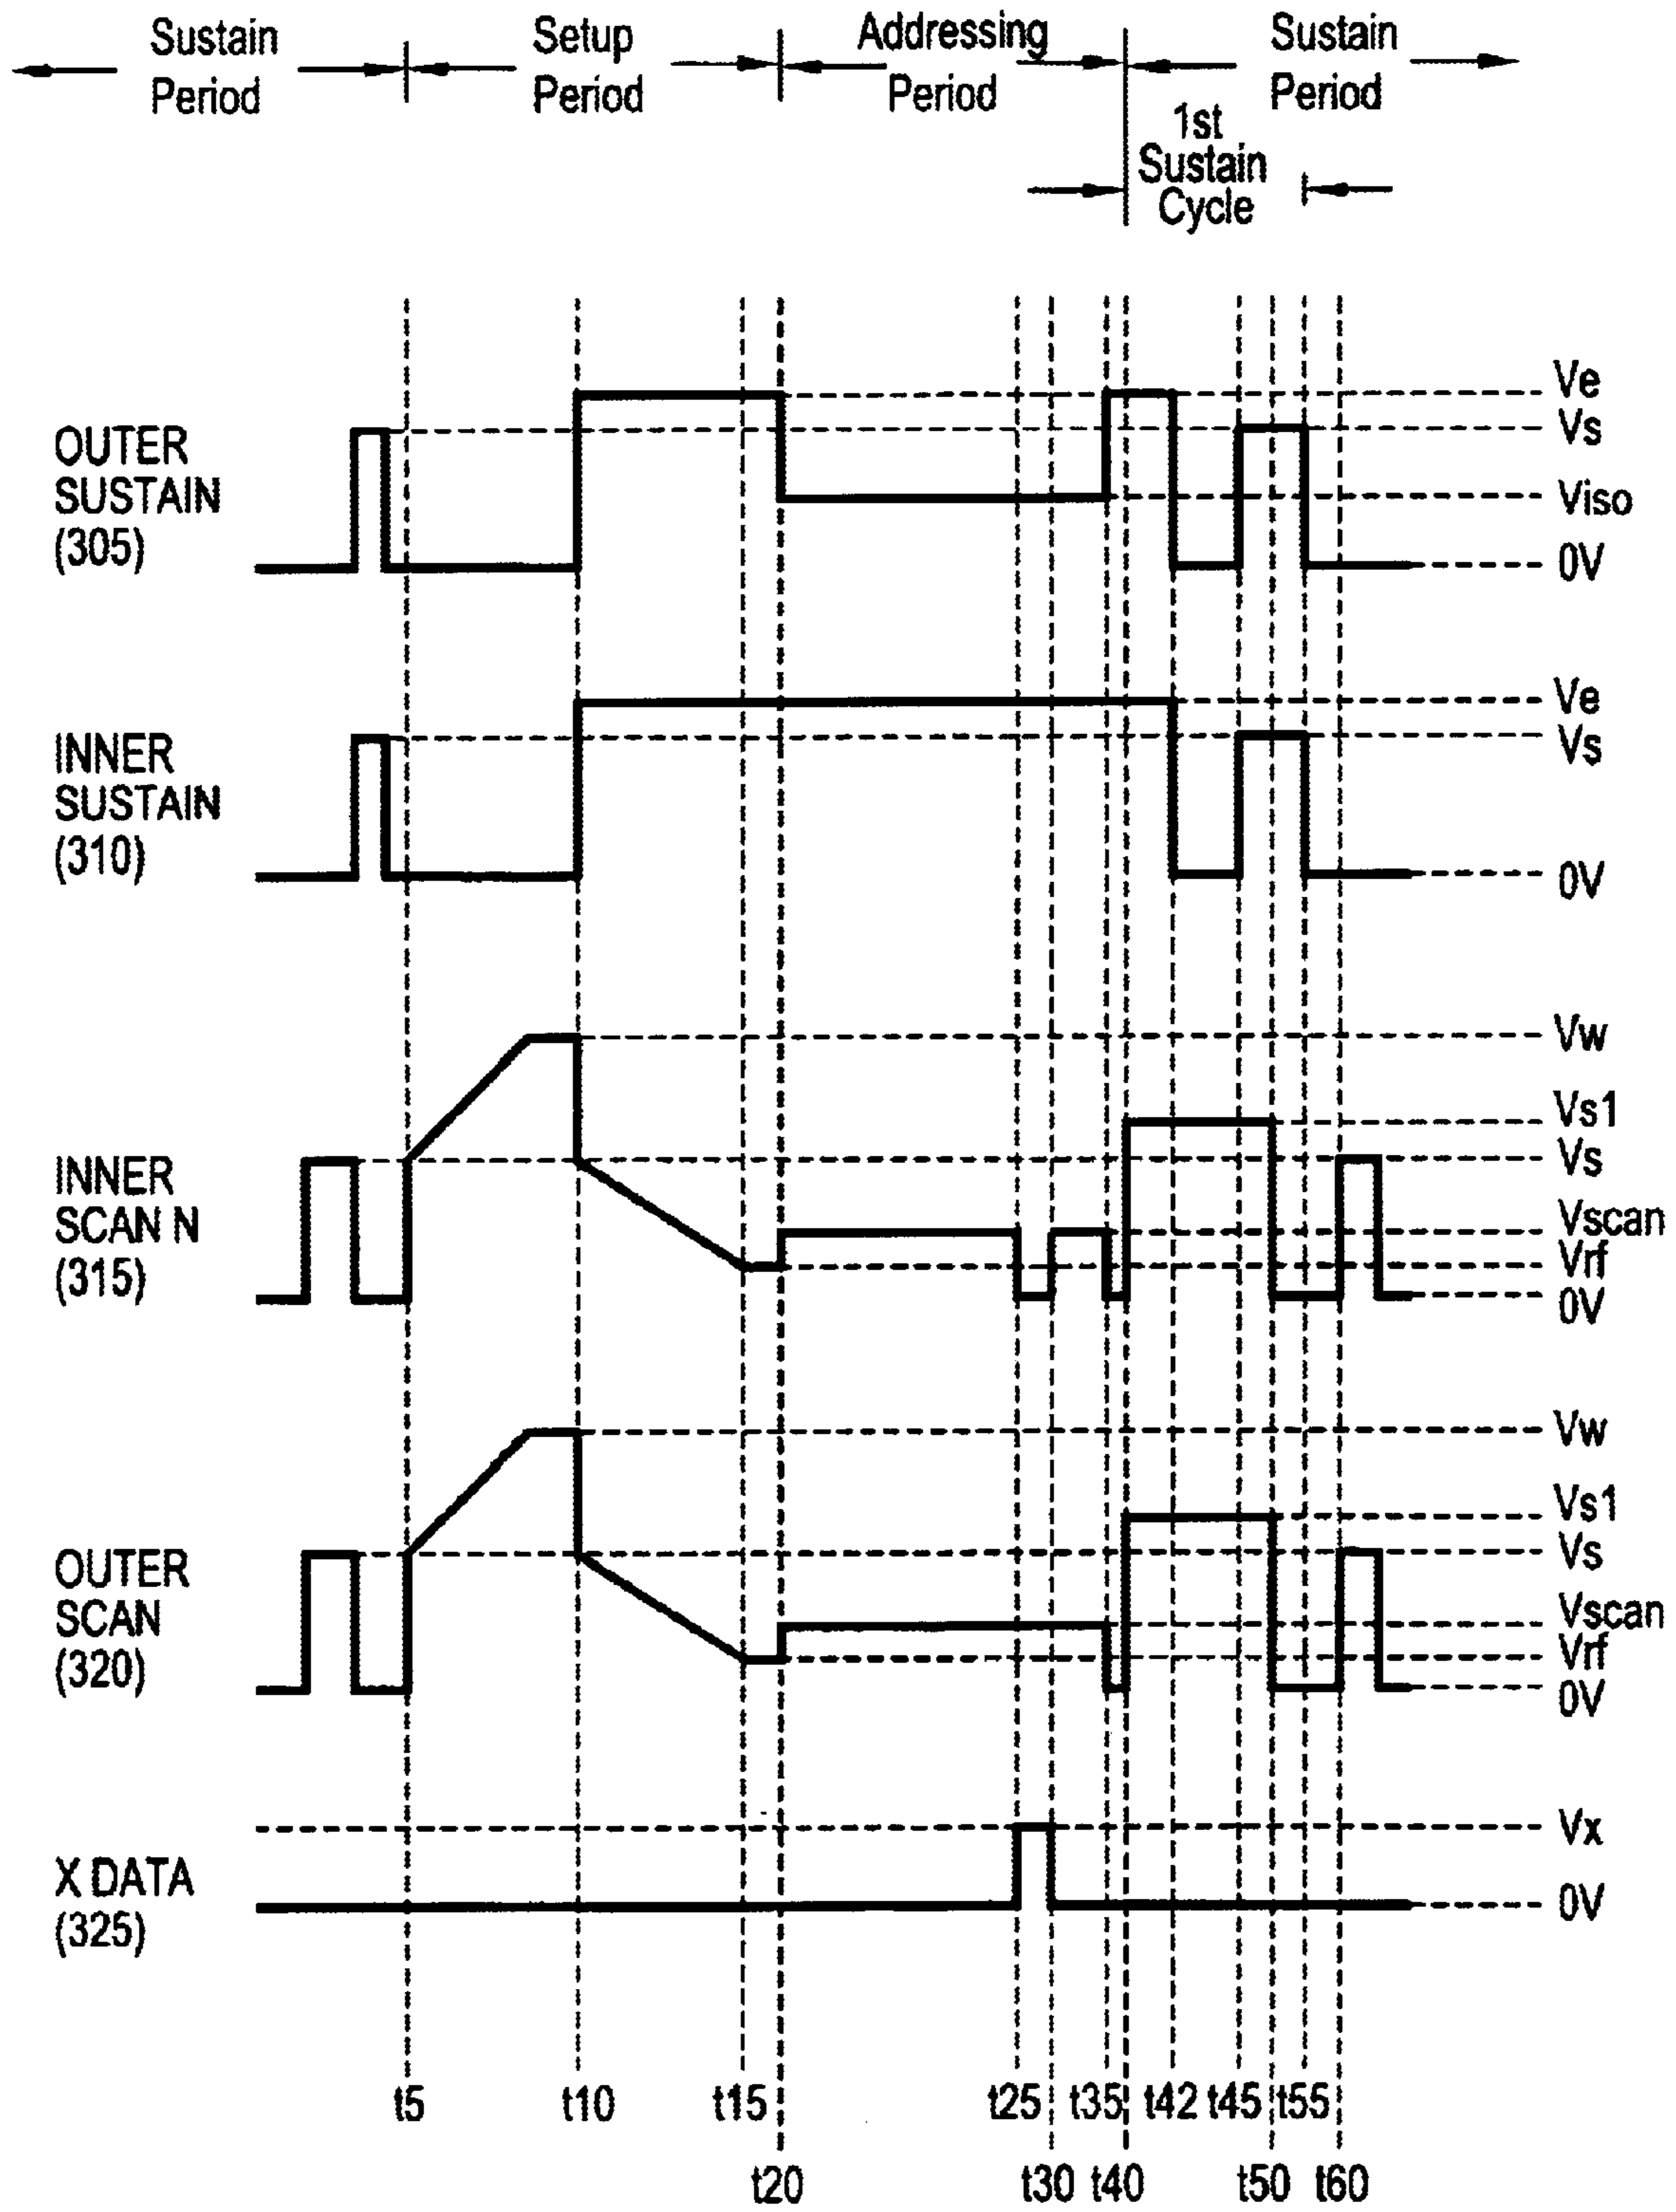 Sustain
Period
Setup
Period
Addressing
Period
Sustain
Period
1st
Sustain
Cycle
OUTER
SUSTAIN
(305)
Ve
Vs
Viso
0V
INNER
SUSTAIN
(310)
Ve
Vs
0V
INNER
SCAN N
(315)
Vw
Vs1
Vs
Vscan
Vrf
0V
OUTER
SCAN
(320)
Vw
Vs1
Vs
Vscan
Vrf
0V
X DATA
(325)
Vx
0V
t5 t10 t15 t25 t35 t42 t45 t55
t20 t30 t40 t50 t60